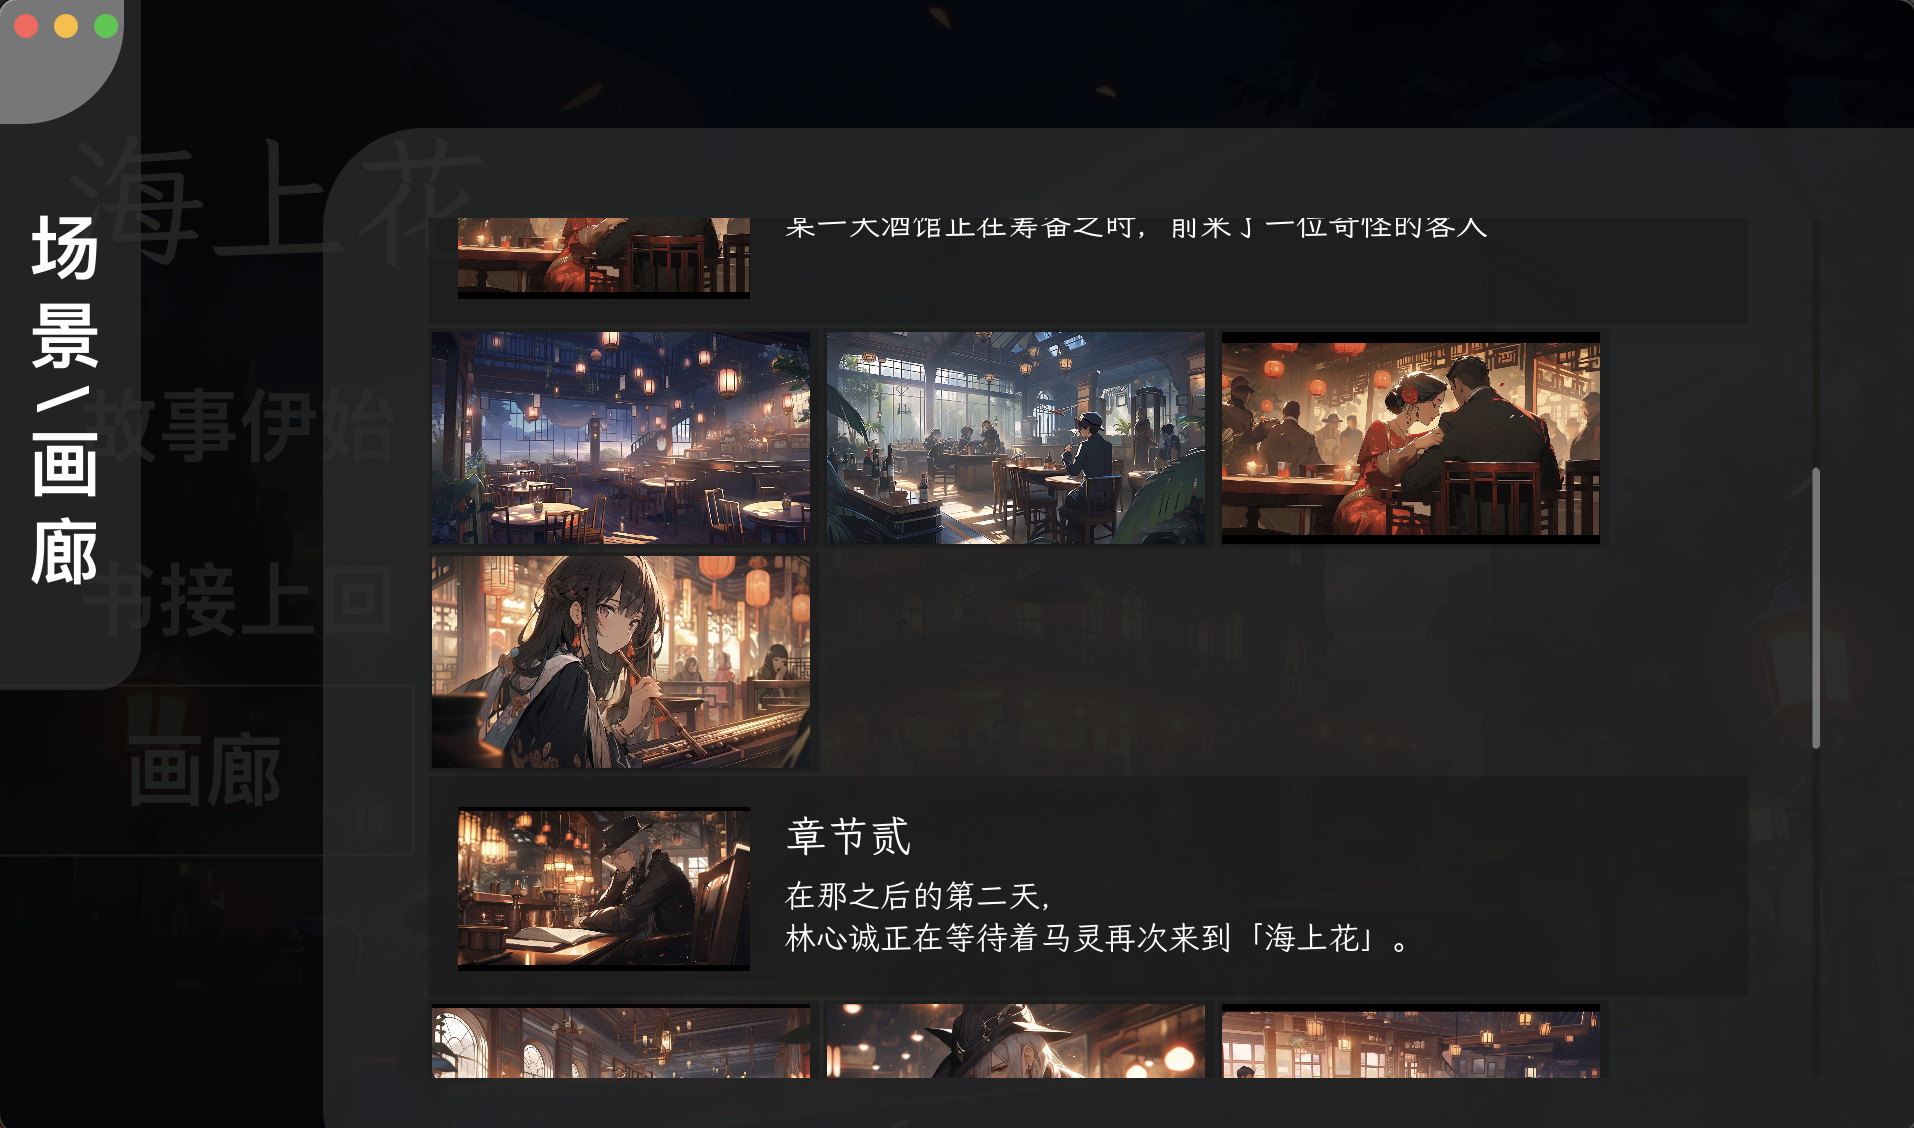 场景/画廊
海上花
故事伊始
书接上回
画廊
某一天酒馆正在筹备之时，前来了一位奇怪的客人
章节贰
在那之后的第二天，
林心诚正在等待着马灵再次来到「海上花」。